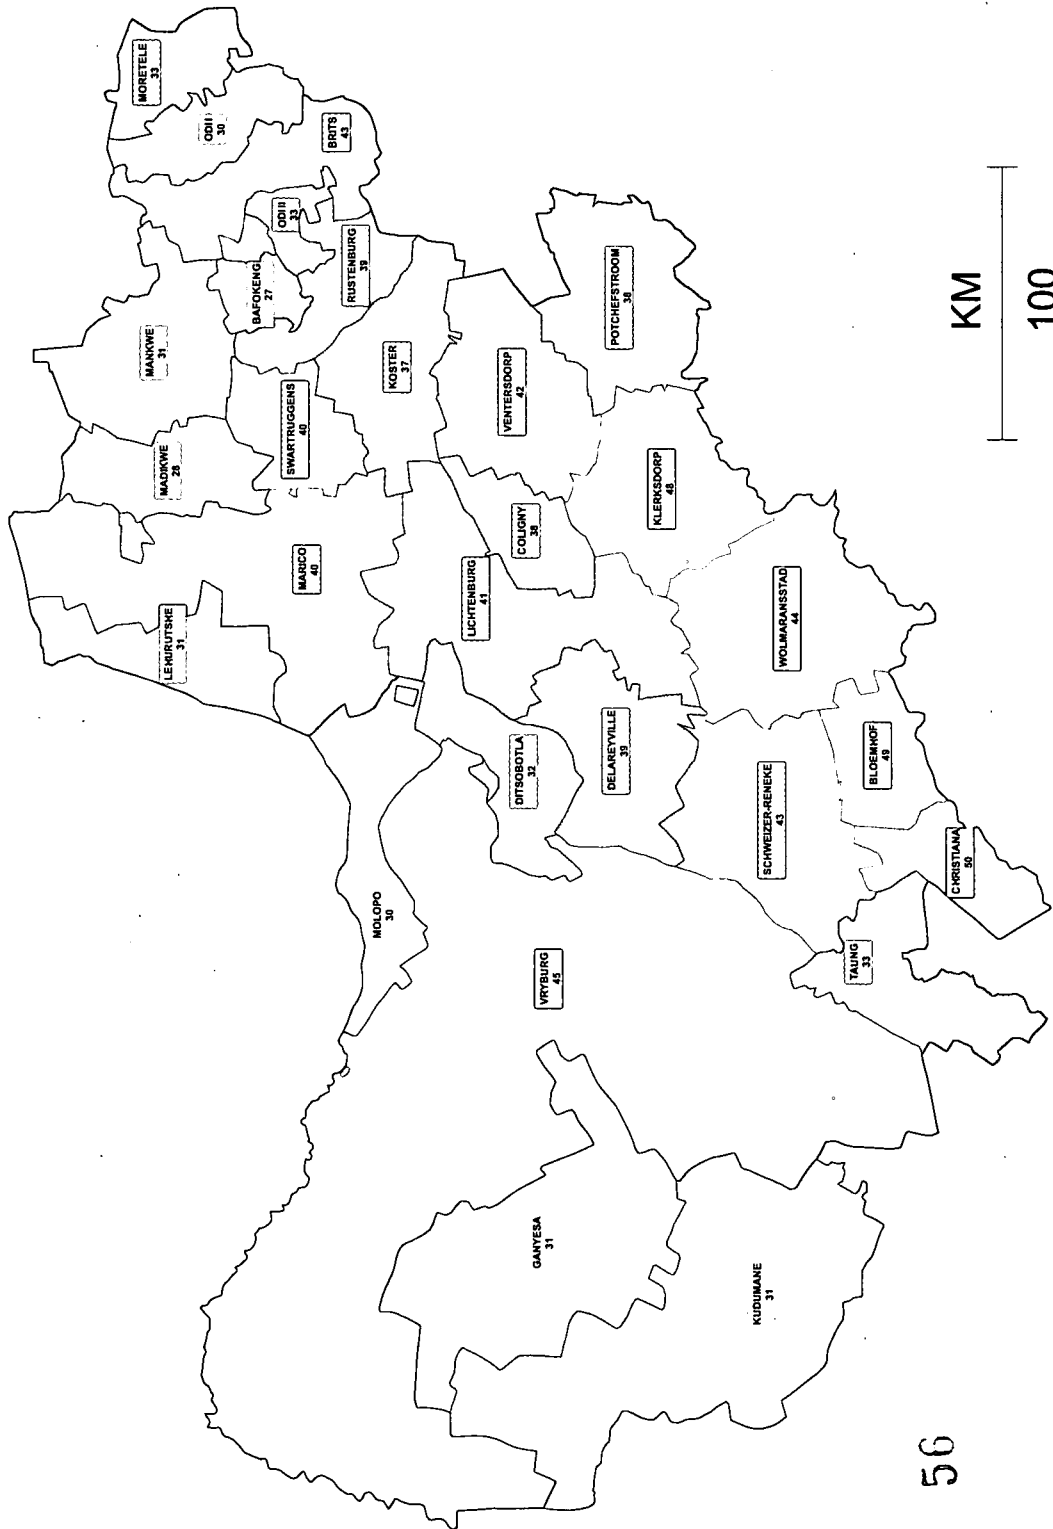 MORETELE
33
MANKWE
31
MADIKWE
28
LEHURUTSHE
31
ODI I
30
BAFOKENG
27
ODI II
33
BRITS
43
SWARTRUGGENS
40
MARICO
40
RUSTENBURG
39
KOSTER
37
MOLOPO
30
LICHTENBURG
41
VENTERSDORP
42
COLIGNY
38
DITSOBOTLA
32
VRYBURG
45
GANYESA
31
POTCHEFSTROOM
38
DELAREYVILLE
39
KLERKSDORP
48
WOLMARANSSTAD
44
SCHWEIZER-RENEKE
43
KUDUMANE
31
TAUNG
33
BLOEMHOF
49
CHRISTIANA
50
KM
100
56